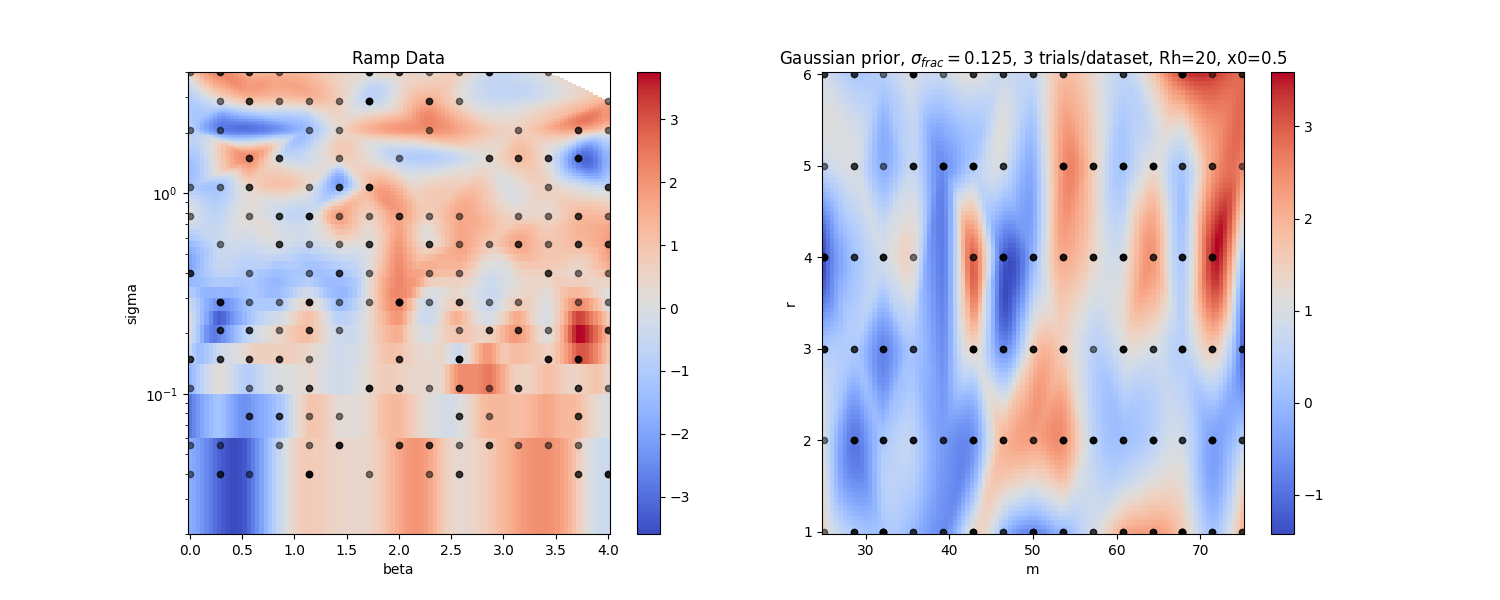 Ramp Data
sigma
10⁰
10⁻¹
0.0 0.5 1.0 1.5 2.0 2.5 3.0 3.5 4.0
beta
3
2
1
0
−1
−2
−3
Gaussian prior, σ_frac = 0.125, 3 trials/dataset, Rh=20, x0=0.5
r
6
5
4
3
2
1
30 40 50 60 70
m
3
2
1
0
−1